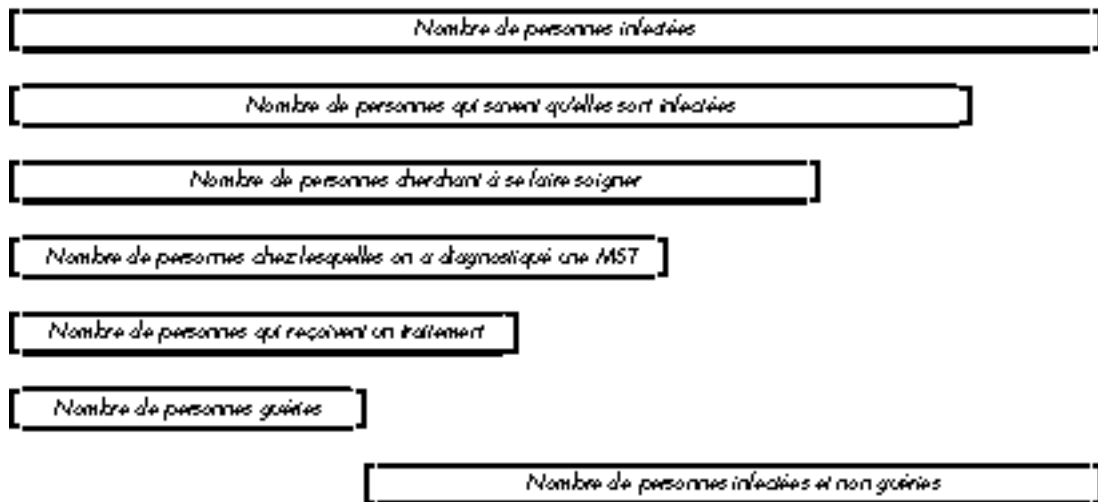 Nombre de personnes infectées
Nombre de personnes qui savent qu'elles sont infectées
Nombre de personnes cherchant à se faire soigner
Nombre de personnes chez lesquelles on a diagnostiqué une MST
Nombre de personnes qui reçoivent un traitement
Nombre de personnes guéries
Nombre de personnes infectées et non guéries